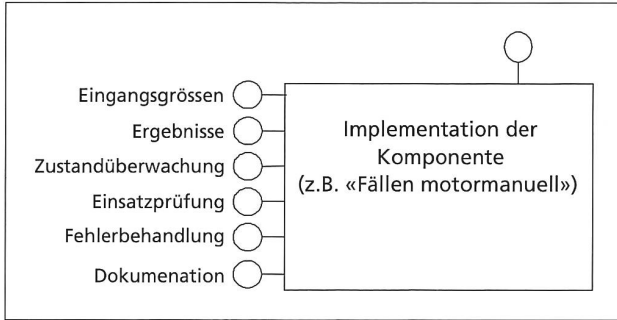 Eingangsgrössen
Ergebnisse
Zustandüberwachung
Einsatzprüfung
Fehlerbehandlung
Dokumenation
Implementation der
Komponente
(z.B. «Fällen motormanuell»)